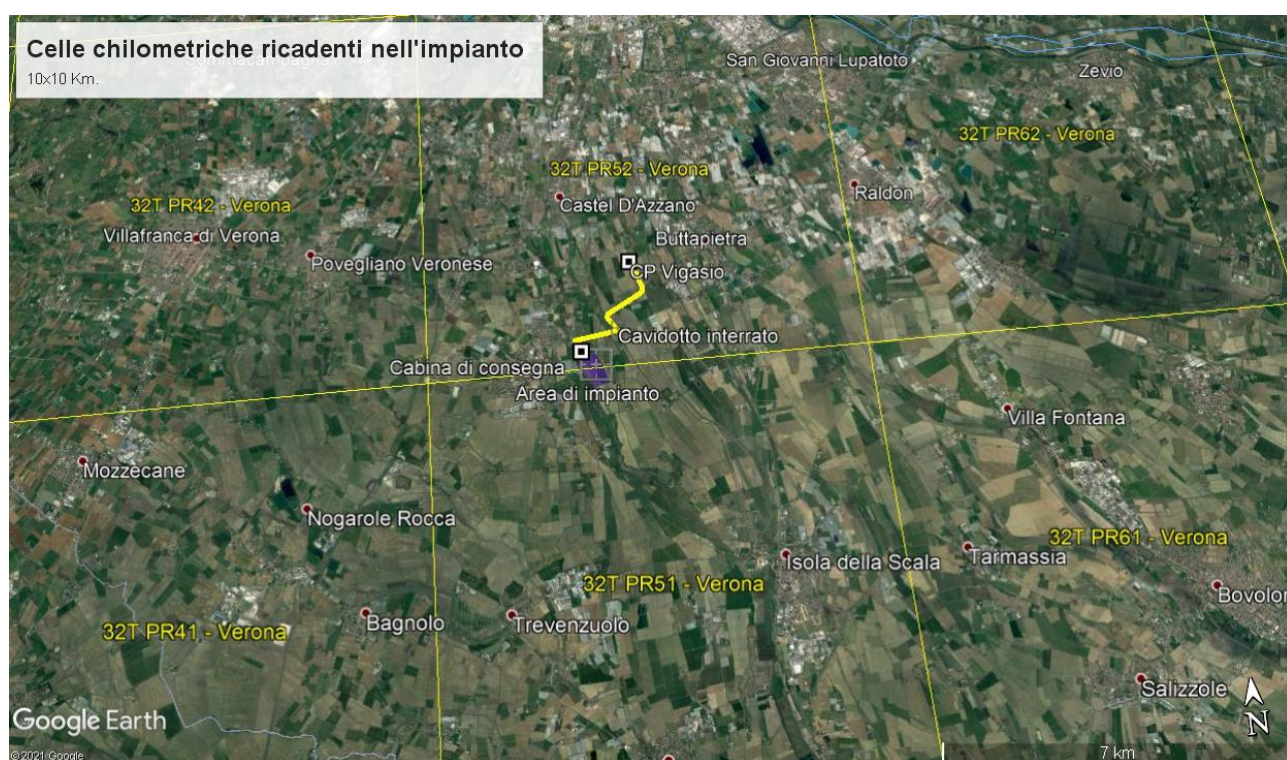 Celle chilometriche ricadenti nell'impianto
10x10 Km.
San Giovanni Lupatoto
Zevio
32T PR62 - Verona
32T PR52 - Verona
Raldon
32T PR42 - Verona
Castel D'Azzano
Villafranca di Verona
Buttapietra
Povegliano Veronese
CP Vigasio
Cavidotto interrato
Cabina di consegna
Area di impianto
Villa Fontana
Mozzecane
Nogarole Rocca
32T PR61 - Verona
Isola della Scala
Tarmassia
32T PR51 - Verona
Bovolon
Bagnolo
Trevenzuolo
32T PR41 - Verona
Salizzole
N
Google Earth
© 2021 Google
7 km